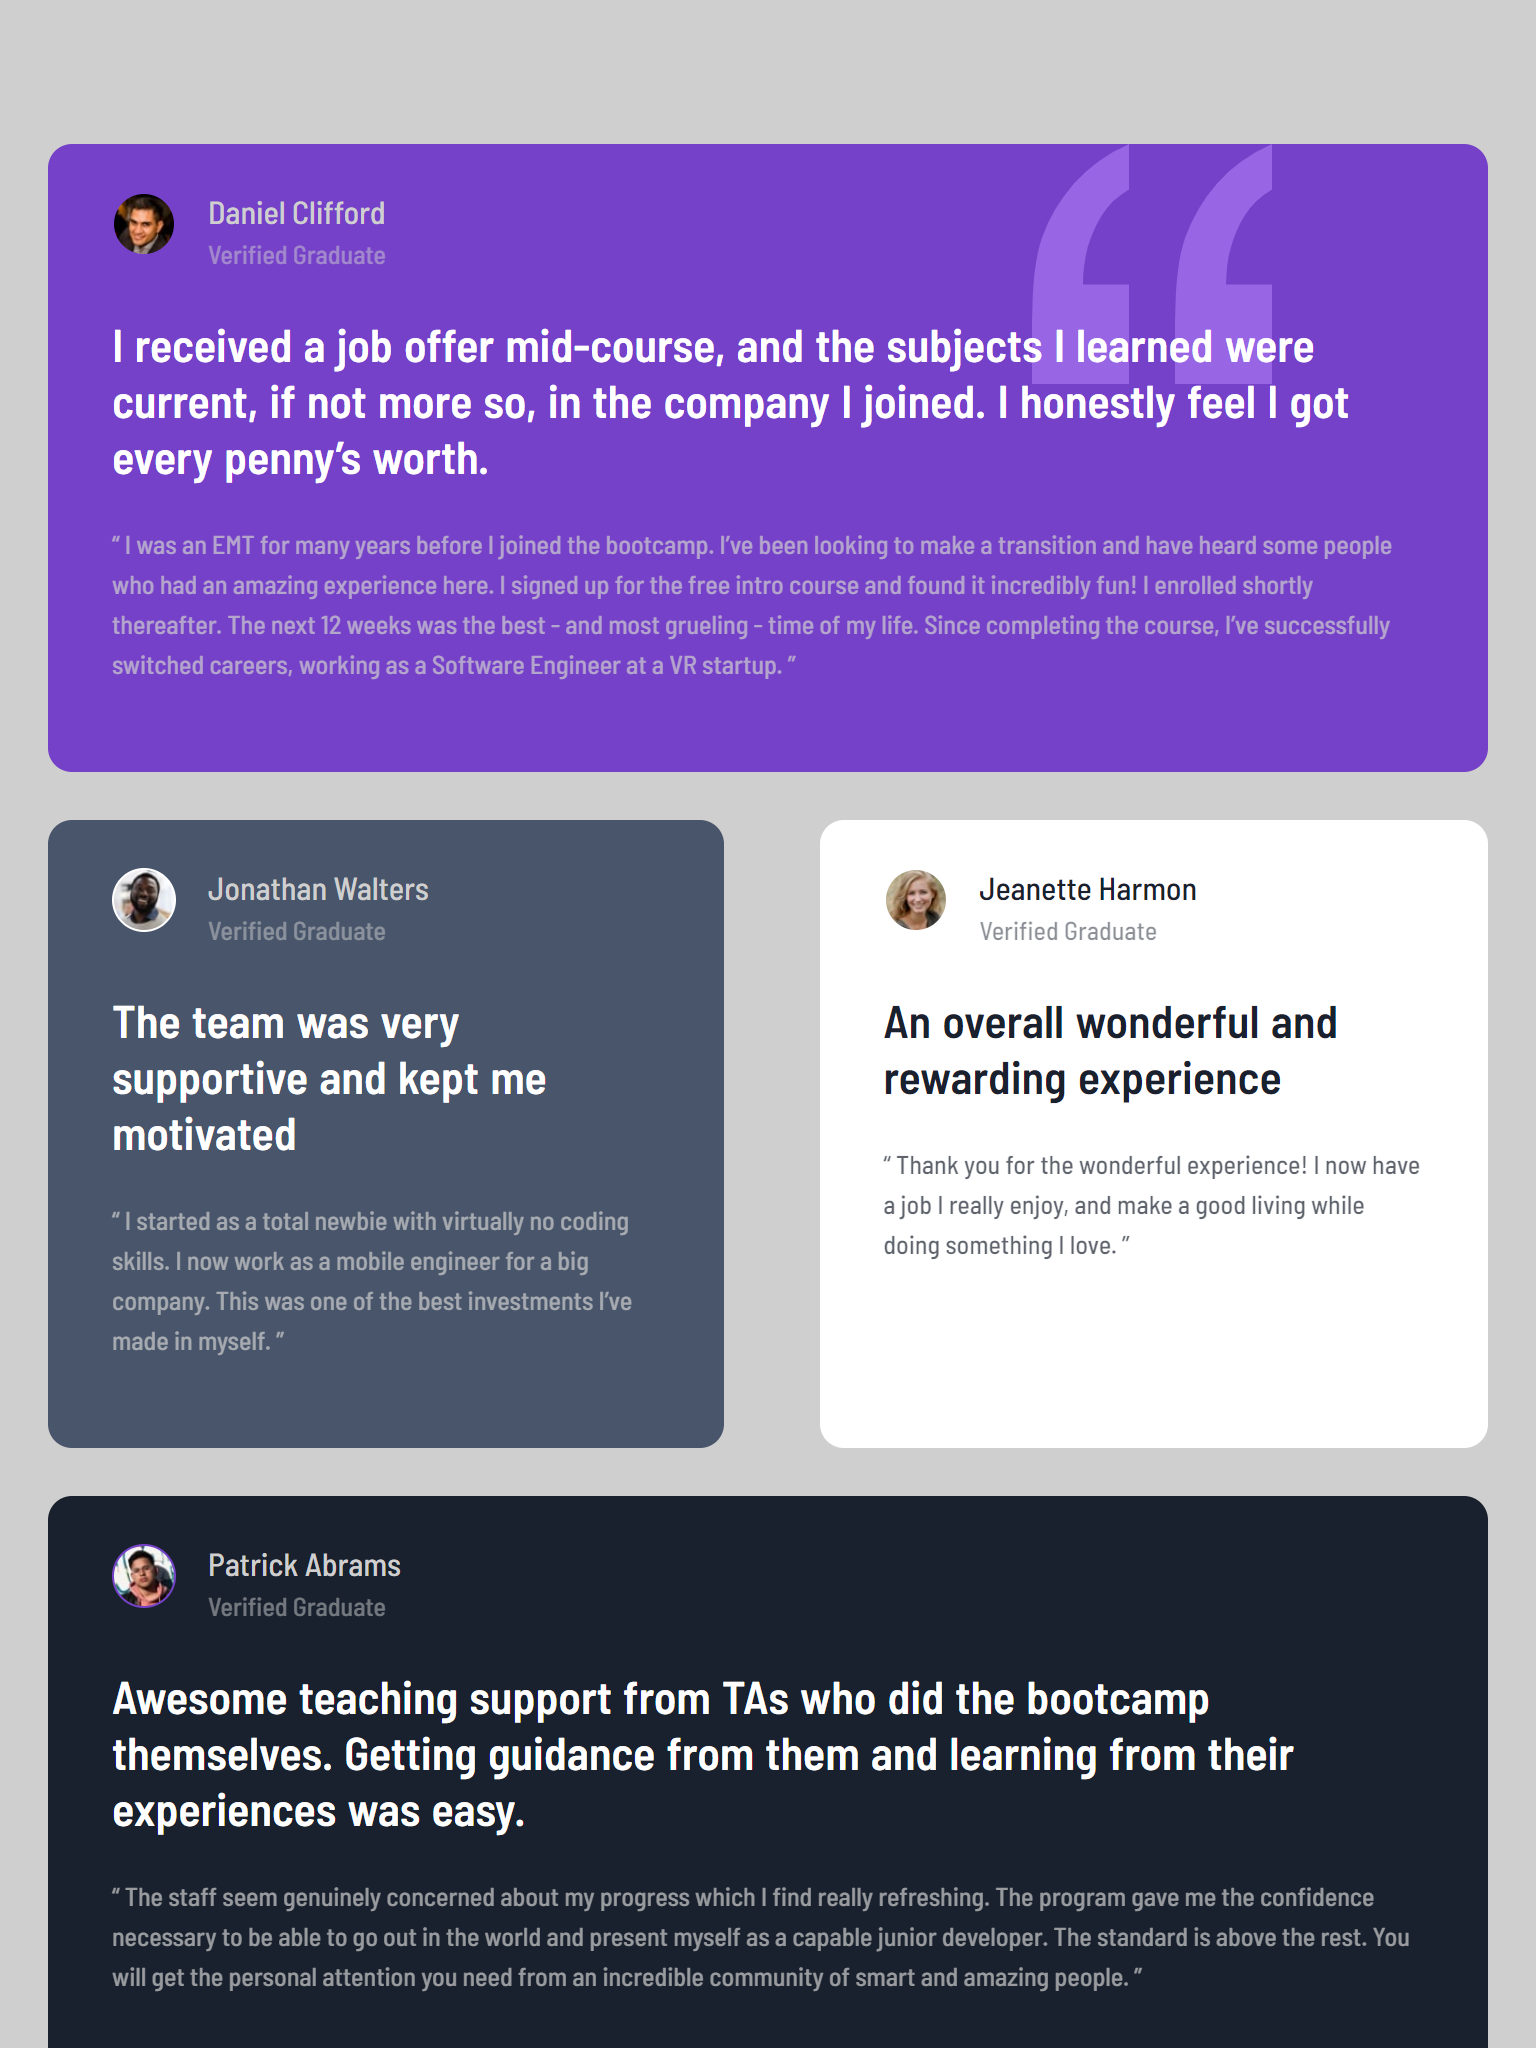 Daniel Clifford
Verified Graduate
I received a job offer mid-course, and the subjects I learned were
current, if not more so, in the company I joined. I honestly feel I got
every penny’s worth.
“ I was an EMT for many years before I joined the bootcamp. I’ve been looking to make a transition and have heard some people
who had an amazing experience here. I signed up for the free intro course and found it incredibly fun! I enrolled shortly
thereafter. The next 12 weeks was the best - and most grueling - time of my life. Since completing the course, I’ve successfully
switched careers, working as a Software Engineer at a VR startup. ”
Jonathan Walters
Verified Graduate
The team was very
supportive and kept me
motivated
“ I started as a total newbie with virtually no coding
skills. I now work as a mobile engineer for a big
company. This was one of the best investments I’ve
made in myself. ”
Jeanette Harmon
Verified Graduate
An overall wonderful and
rewarding experience
“ Thank you for the wonderful experience! I now have
a job I really enjoy, and make a good living while
doing something I love. ”
Patrick Abrams
Verified Graduate
Awesome teaching support from TAs who did the bootcamp
themselves. Getting guidance from them and learning from their
experiences was easy.
“ The staff seem genuinely concerned about my progress which I find really refreshing. The program gave me the confidence
necessary to be able to go out in the world and present myself as a capable junior developer. The standard is above the rest. You
will get the personal attention you need from an incredible community of smart and amazing people. ”